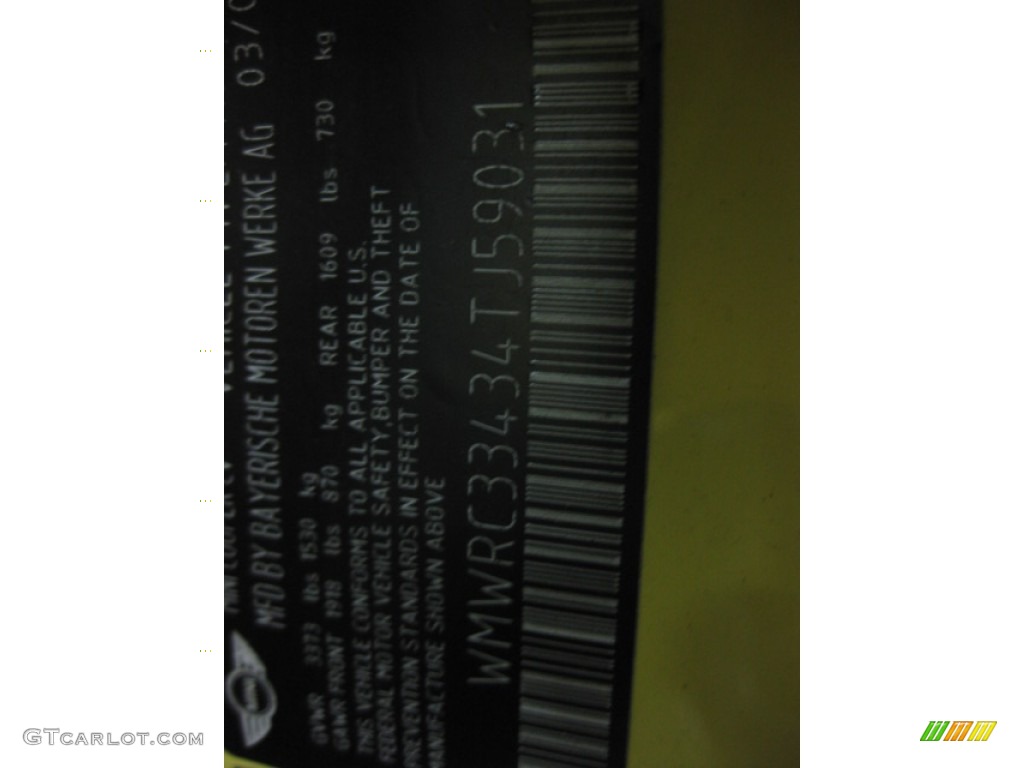 MFD BY BAYERISCHE MOTOREN WERKE AG 03/0
GVWR 3373 lbs 1530 kg
GAWR FRONT 1918 lbs 870 kg REAR 1609 lbs 730 kg
THIS VEHICLE CONFORMS TO ALL APPLICABLE U.S.
FEDERAL MOTOR VEHICLE SAFETY,BUMPER AND THEFT
PREVENTION STANDARDS IN EFFECT ON THE DATE OF
MANUFACTURE SHOWN ABOVE
WMWRC33434TJ59031
GTcarlot.com